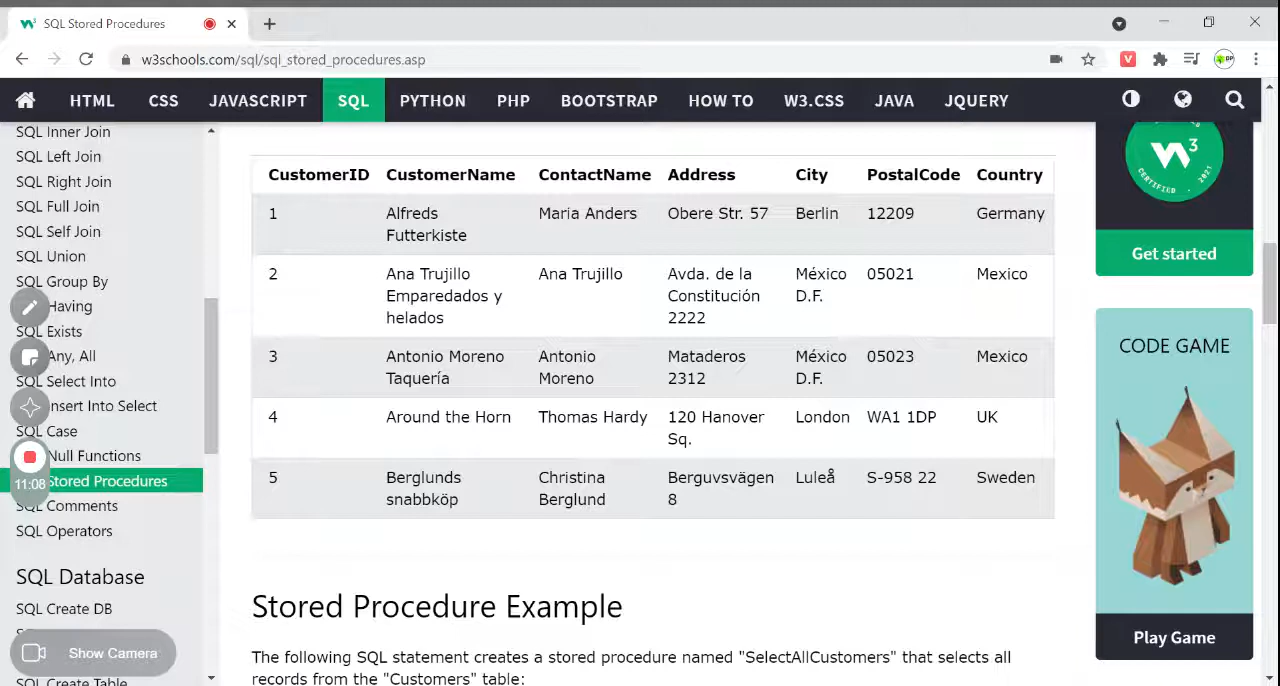 SQL Stored Procedures
w3schools.com/sql/sql_stored_procedures.asp
HTML CSS JAVASCRIPT SQL PYTHON PHP BOOTSTRAP HOW TO W3.CSS JAVA JQUERY
SQL Inner Join
SQL Left Join
SQL Right Join
SQL Full Join
SQL Self Join
SQL Union
SQL Group By
Having
SQL Exists
Any, All
SQL Select Into
Insert Into Select
SQL Case
Null Functions
Stored Procedures
11:08
SQL Comments
SQL Operators
SQL Database
SQL Create DB
Show Camera
SQL Create Table
CustomerID CustomerName ContactName Address City PostalCode Country
1 Alfreds Maria Anders Obere Str. 57 Berlin 12209 Germany
Futterkiste
2 Ana Trujillo Ana Trujillo Avda. de la México 05021 Mexico
Emparedados y Constitución D.F.
helados 2222
3 Antonio Moreno Antonio Mataderos México 05023 Mexico
Taquería Moreno 2312 D.F.
4 Around the Horn Thomas Hardy 120 Hanover London WA1 1DP UK
Sq.
5 Berglunds Christina Berguvsvägen Luleå S-958 22 Sweden
snabbköp Berglund 8
Stored Procedure Example
The following SQL statement creates a stored procedure named "SelectAllCustomers" that selects all
records from the "Customers" table:
W3
CERTIFIED . 2021
Get started
CODE GAME
Play Game